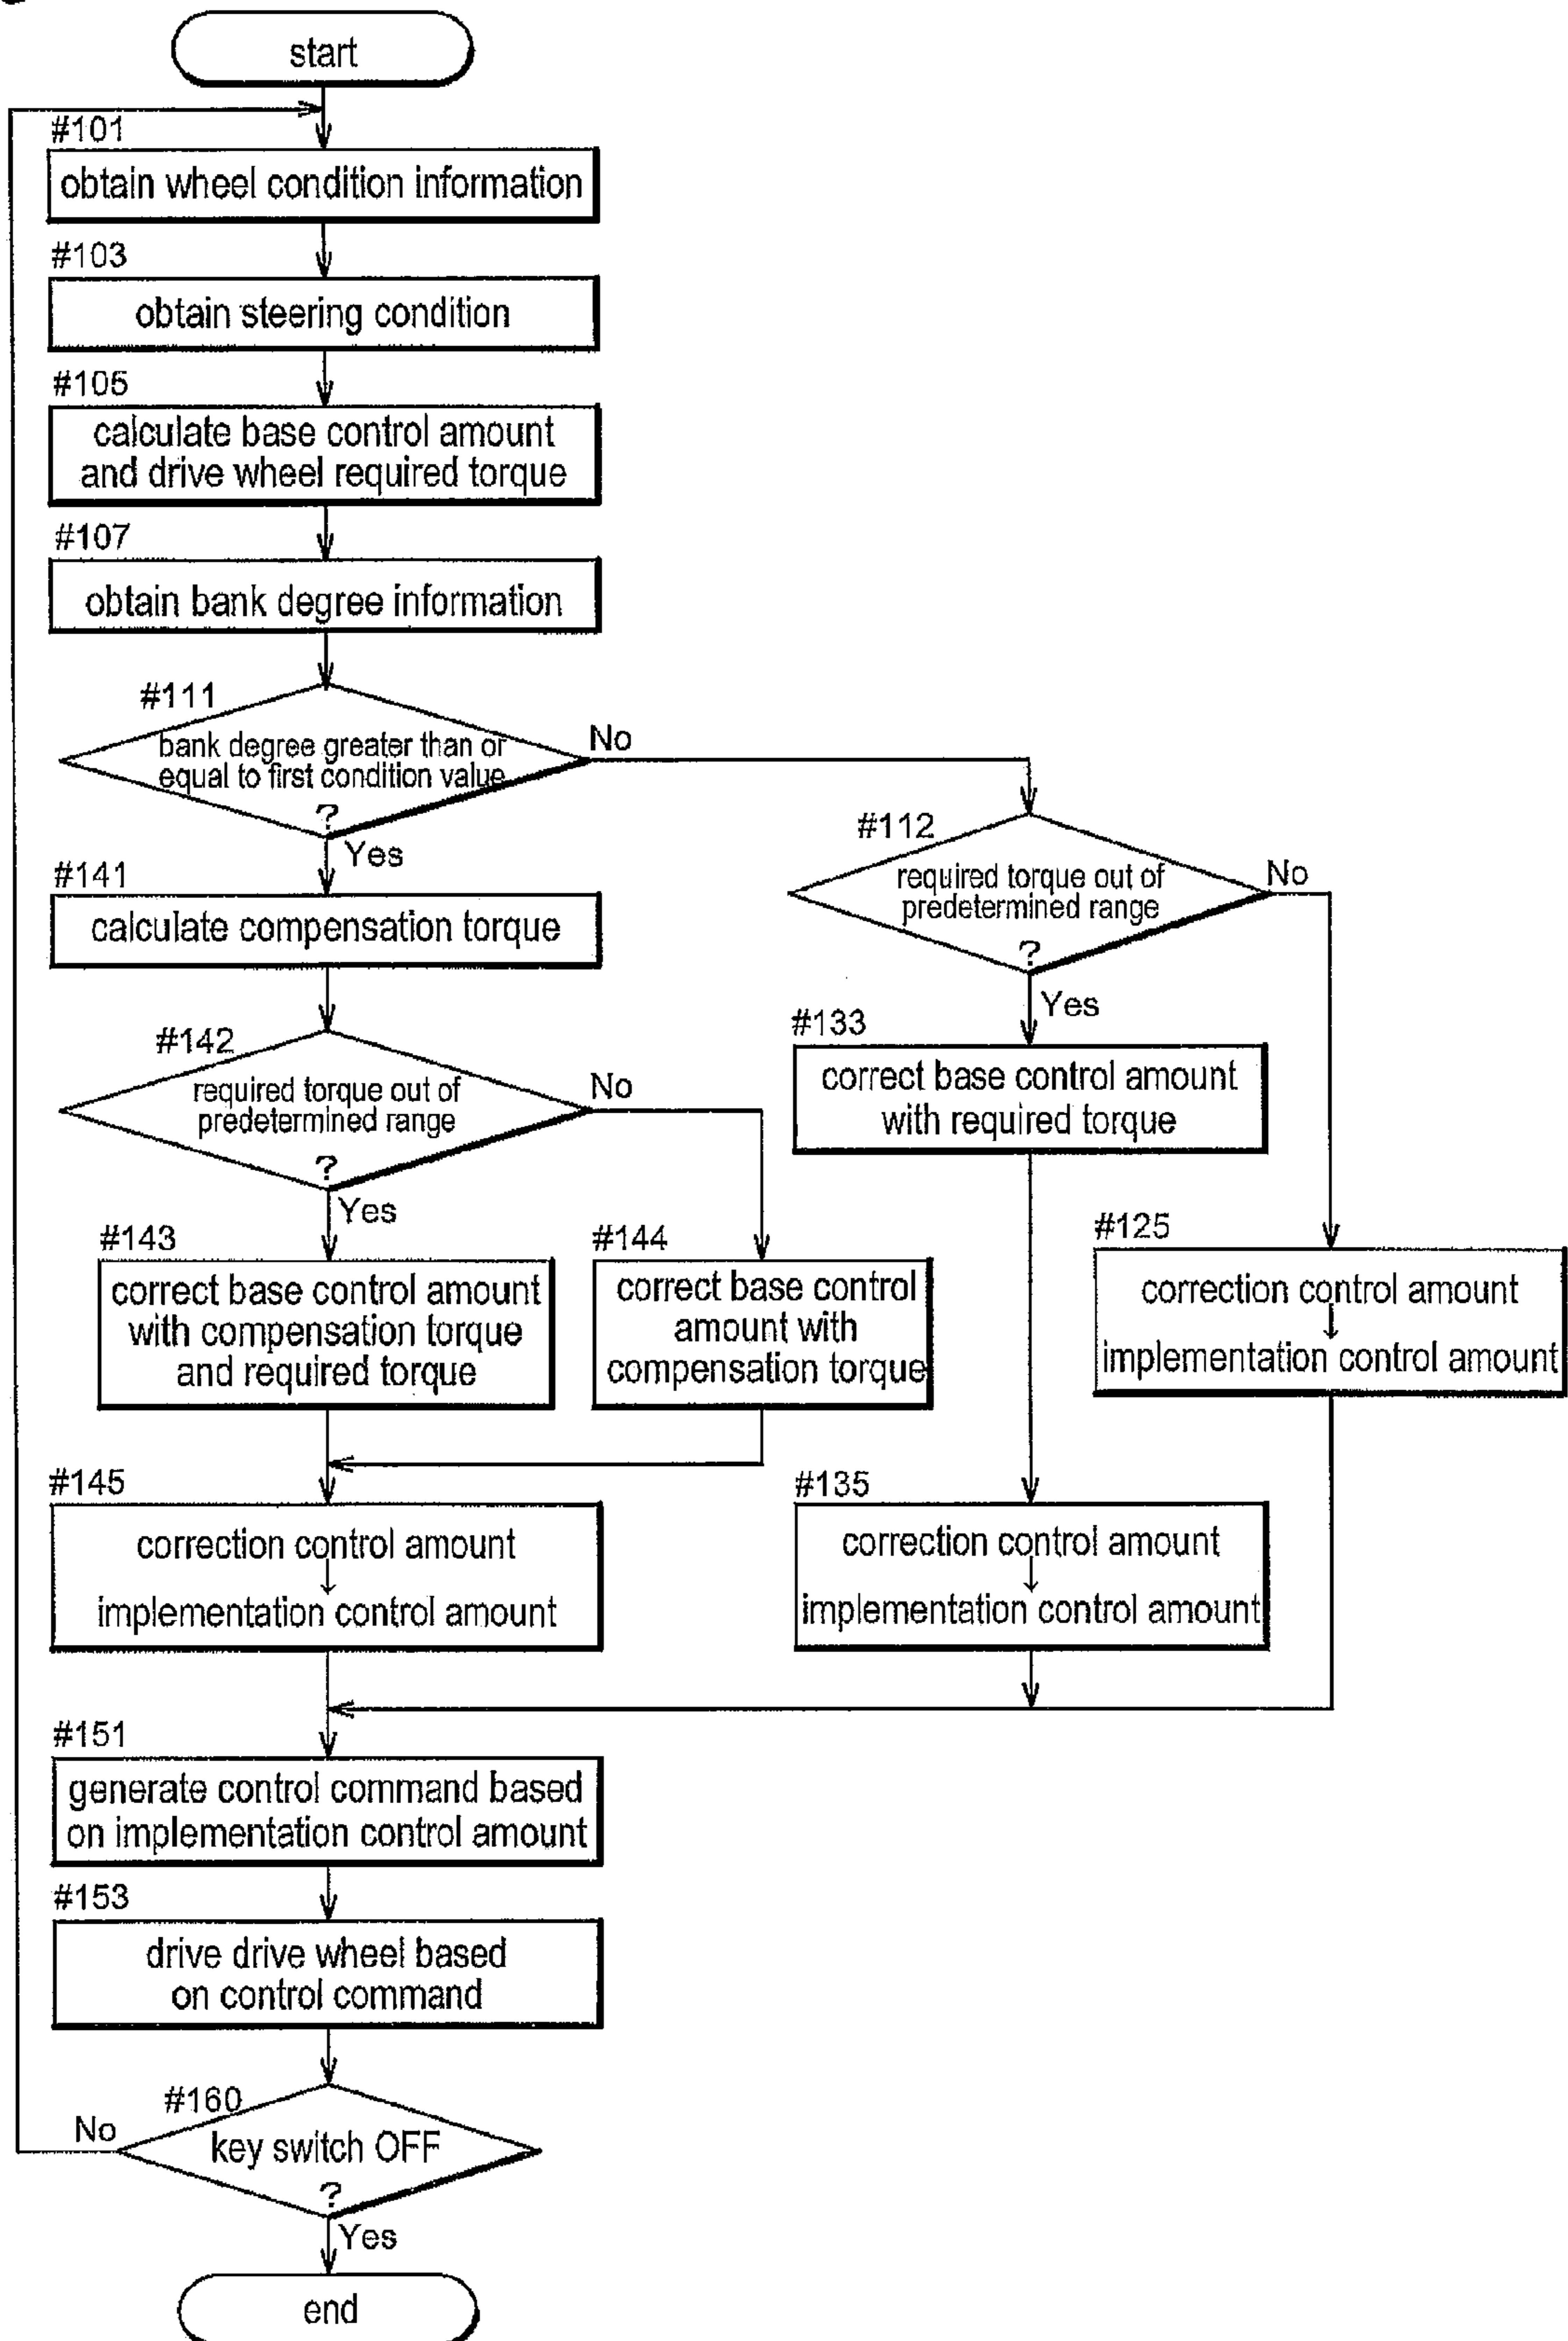 start
#101
obtain wheel condition information
#103
obtain steering condition
#105
calculate base control amount
and drive wheel required torque
#107
obtain bank degree information
#111
bank degree greater than or
equal to first condition value
?
No
Yes
#112
required torque out of
predetermined range
?
No
Yes
#141
calculate compensation torque
#142
required torque out of
predetermined range
?
No
Yes
#133
correct base control amount
with required torque
#143
correct base control amount
with compensation torque
and required torque
#144
correct base control
amount with
compensation torque
#125
correction control amount
↓
implementation control amount
#145
correction control amount
↓
implementation control amount
#135
correction control amount
↓
implementation control amount
#151
generate control command based
on implementation control amount
#153
drive drive wheel based
on control command
#160
key switch OFF
?
No
Yes
end